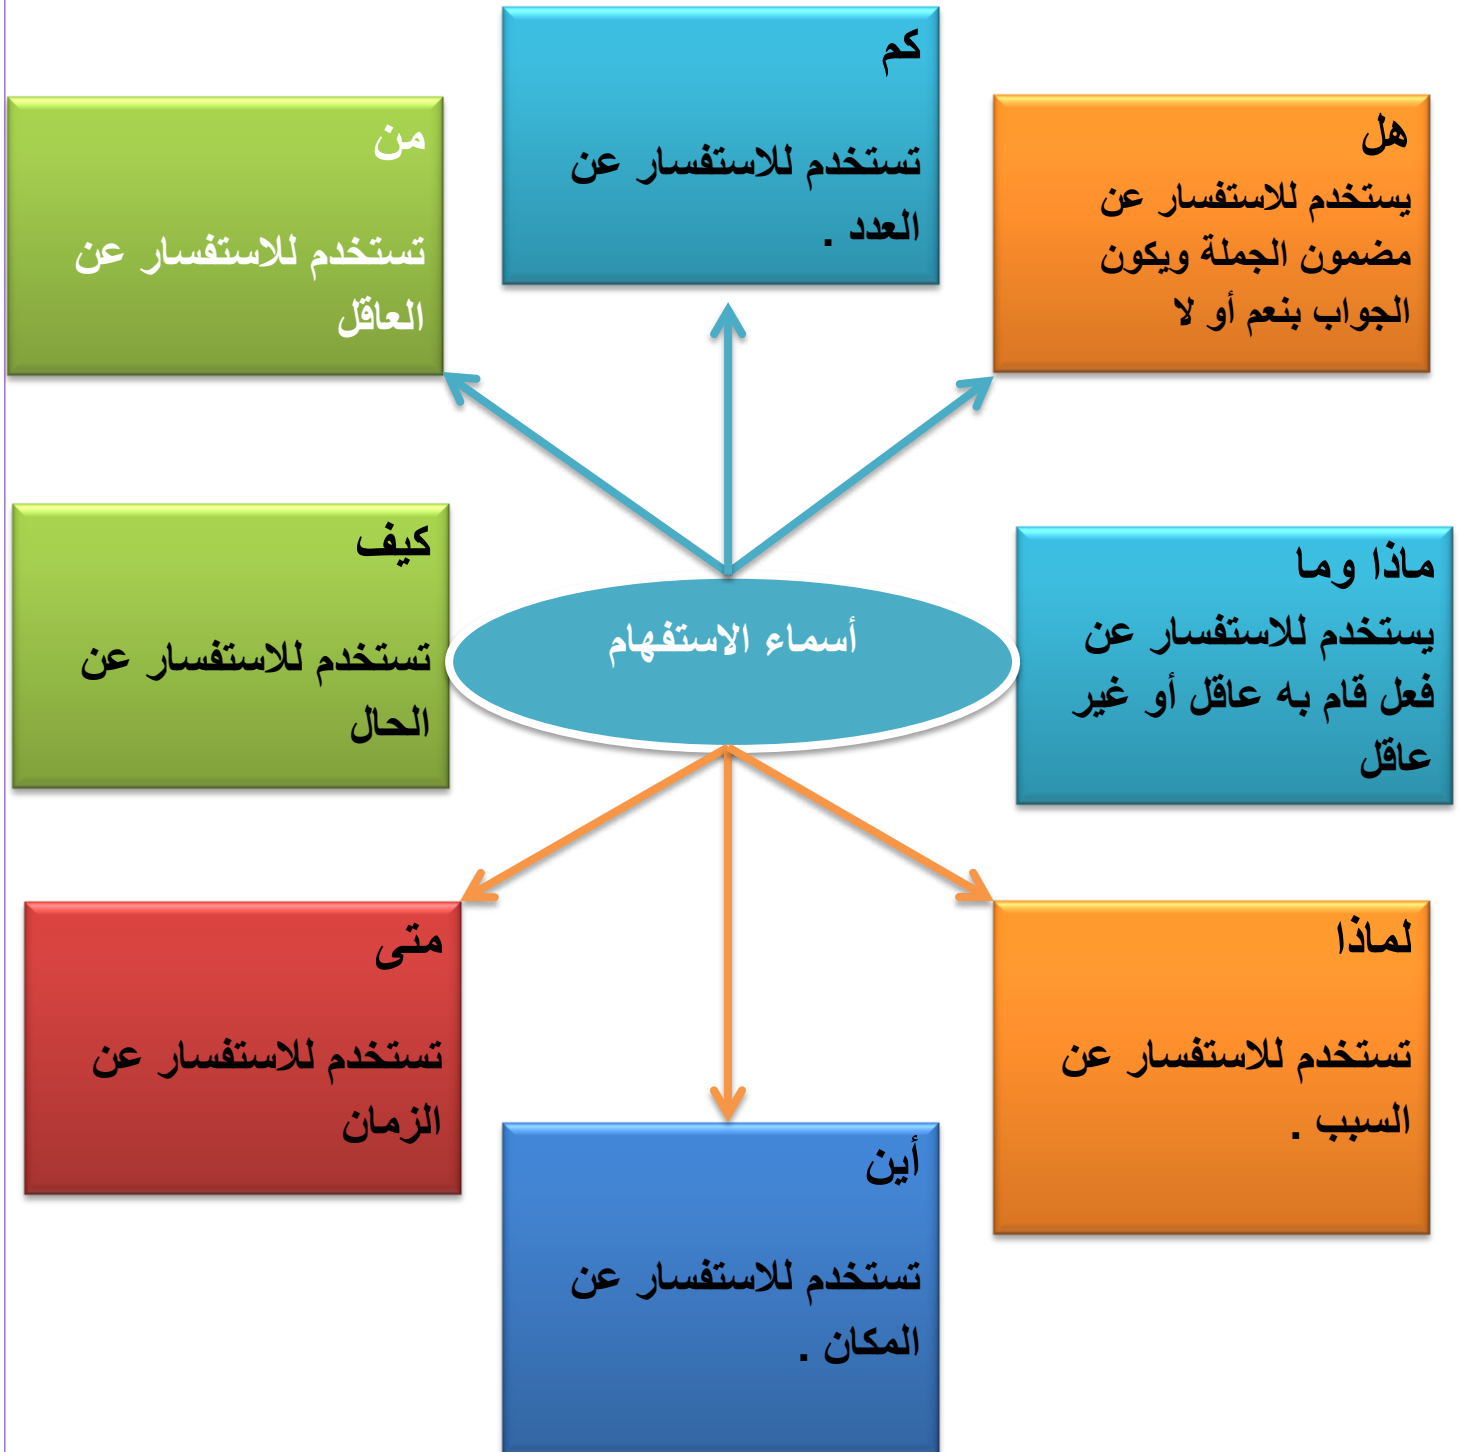 هل
يستخدم للاستفسار عن
مضمون الجملة ويكون
الجواب بنعم أو لا
كم
تستخدم للاستفسار عن
العدد .
من
تستخدم للاستفسار عن
العاقل
ماذا وما
يستخدم للاستفسار عن
فعل قام به عاقل أو غير
عاقل
أسماء الاستفهام
كيف
تستخدم للاستفسار عن
الحال
لماذا
تستخدم للاستفسار عن
السبب .
أين
تستخدم للاستفسار عن
المكان .
متى
تستخدم للاستفسار عن
الزمان